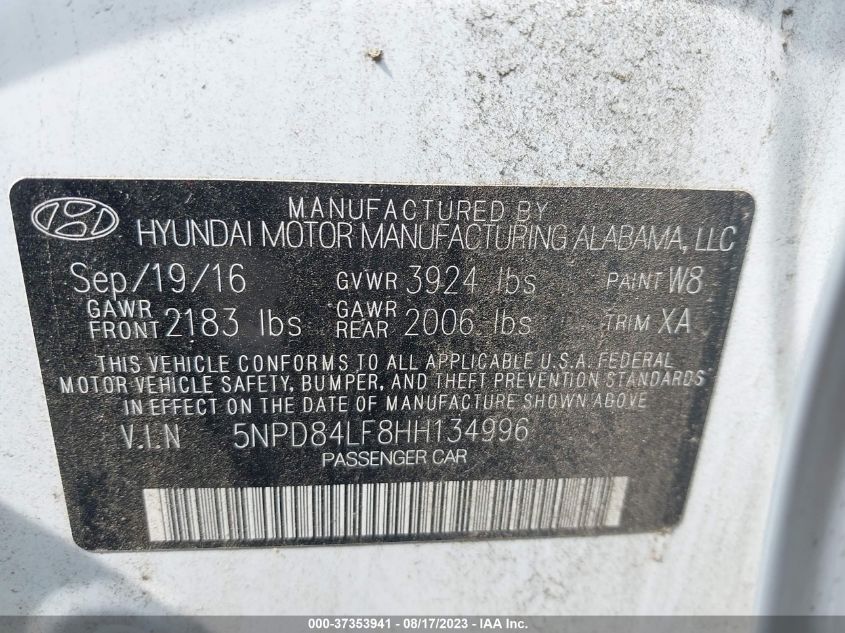 MANUFACTURED BY
HYUNDAI MOTOR MANUFACTURING ALABAMA, LLC
Sep/19/16 GVWR 3924 lbs PAINT W8
GAWR FRONT 2183 lbs GAWR REAR 2006 lbs TRIM XA
THIS VEHICLE CONFORMS TO ALL APPLICABLE U.S.A. FEDERAL
MOTOR VEHICLE SAFETY, BUMPER, AND THEFT PREVENTION STANDARDS
IN EFFECT ON THE DATE OF MANUFACTURE SHOWN ABOVE
V.I.N 5NPD84LF8HH134996
PASSENGER CAR
000-37353941 - 08/17/2023 - IAA Inc.